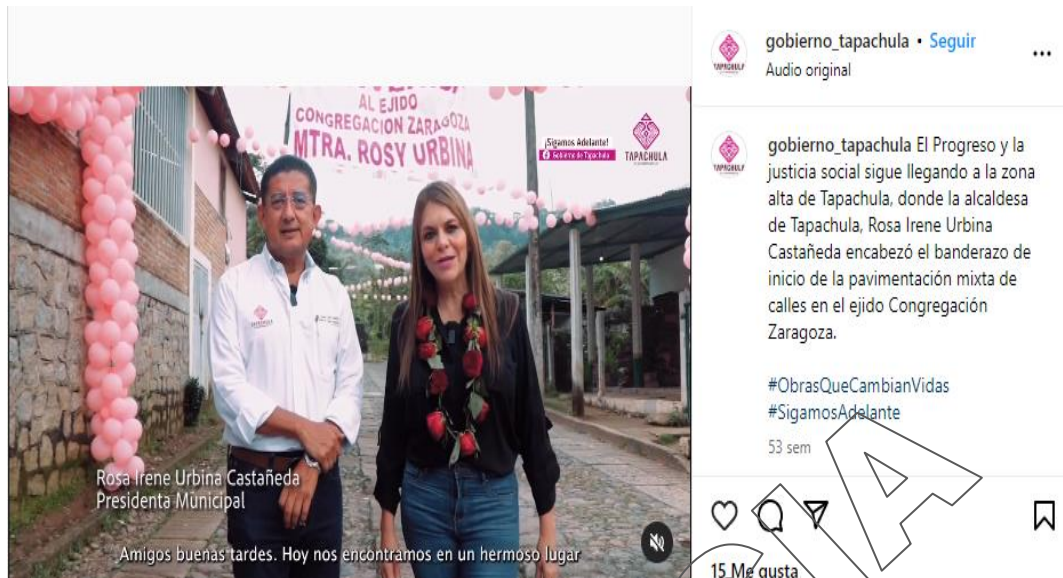 AL EJIDO
CONGREGACION ZARAGOZA
MTRA. ROSY URBINA
¡Sigamos Adelante!
Gobierno de Tapachula
TAPACHULA
TAPACHULA
Rosa Irene Urbina Castañeda
Presidenta Municipal
Amigos buenas tardes. Hoy nos encontramos en un hermoso lugar
TAPACHULA
gobierno_tapachula • Seguir
Audio original
TAPACHULA
gobierno_tapachula El Progreso y la
justicia social sigue llegando a la zona
alta de Tapachula, donde la alcaldesa
de Tapachula, Rosa Irene Urbina
Castañeda encabezó el banderazo de
inicio de la pavimentación mixta de
calles en el ejido Congregación
Zaragoza.
#ObrasQueCambianVidas
#SigamosAdelante
53 sem
15 Me gusta